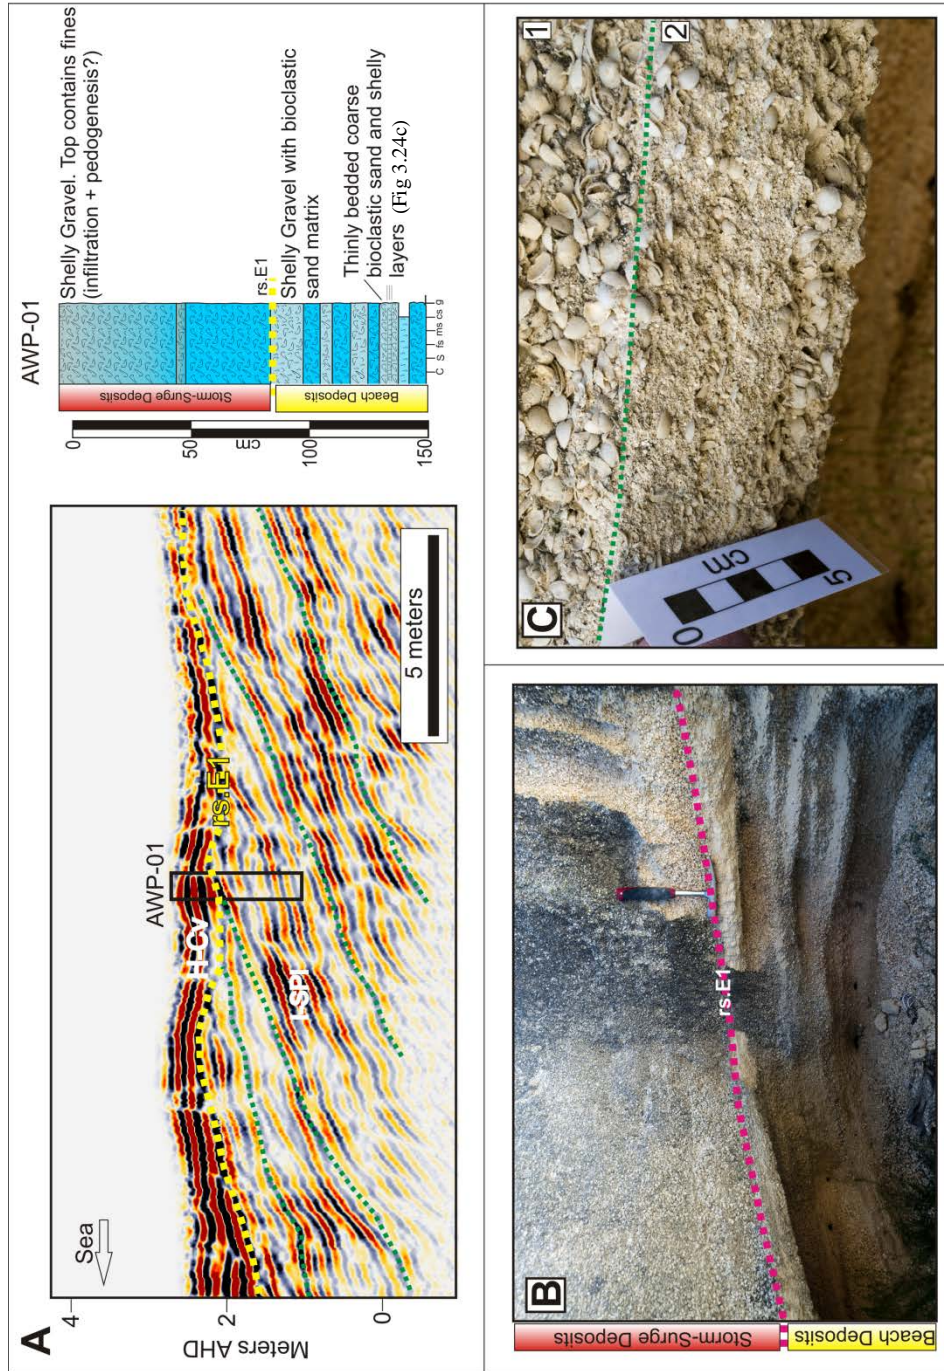 A
Sea
4
2
0
Meters AHD
AWP-01
H-Cv
rs.E1
l-SPl
5 meters
AWP-01
0
50
100
150
cm
Storm-Surge Deposits
Beach Deposits
Shelly Gravel. Top contains fines
(infiltration + pedogenesis?)
rs.E1
Shelly Gravel with bioclastic
sand matrix
Thinly bedded coarse
bioclastic sand and shelly
layers (Fig 3.24c)
C S fs ms cs g
B
Storm-Surge Deposits
Beach Deposits
rs.E1
C
0
cm
5
1
2